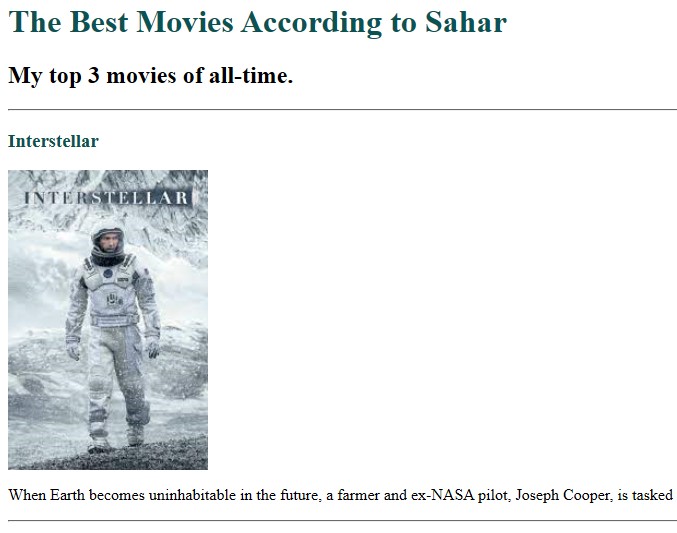 The Best Movies According to Sahar
My top 3 movies of all-time.
Interstellar
INTERSTELLAR
When Earth becomes uninhabitable in the future, a farmer and ex-NASA pilot, Joseph Cooper, is tasked